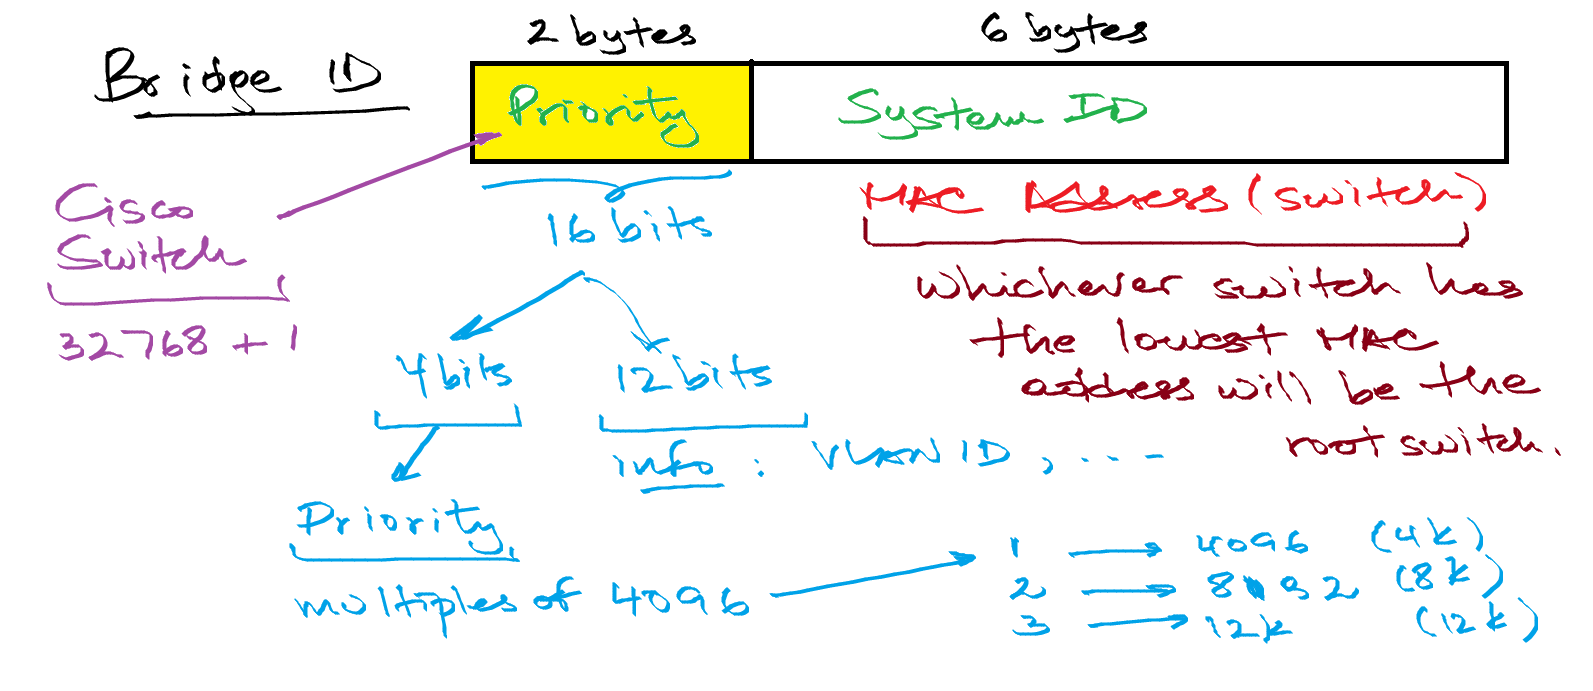 2 bytes
6 bytes
Bridge ID
Priority
System ID
Cisco
Switch
32768 + 1
16 bits
MAC Address (switch)
whichever switch has
the lowest MAC
address will be the
root switch.
4 bits
12 bits
info : VLAN ID, ...
Priority
multiples of 4096
1 → 4096 (4k)
2 → 8192 (8k)
3 → 12k (12k)